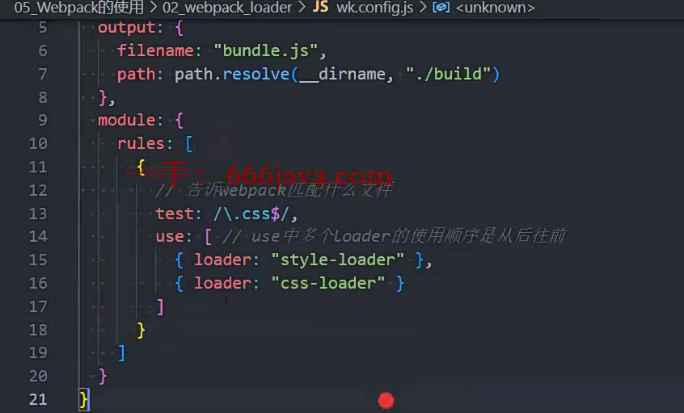 05_Webpack的使用 > 02_webpack_loader > JS wk.config.js > <unknown>
5 output: {
6 filename: "bundle.js",
7 path: path.resolve(__dirname, "./build")
8 },
9 module: {
10 rules: [
11 {
一手：666java.com
12 // 告诉webpack匹配什么文件
13 test: /\.css$/,
14 use: [ // use中多个Loader的使用顺序是从后往前
15 { loader: "style-loader" },
16 { loader: "css-loader" }
17 ]
18 }
19 ]
20 }
21 }